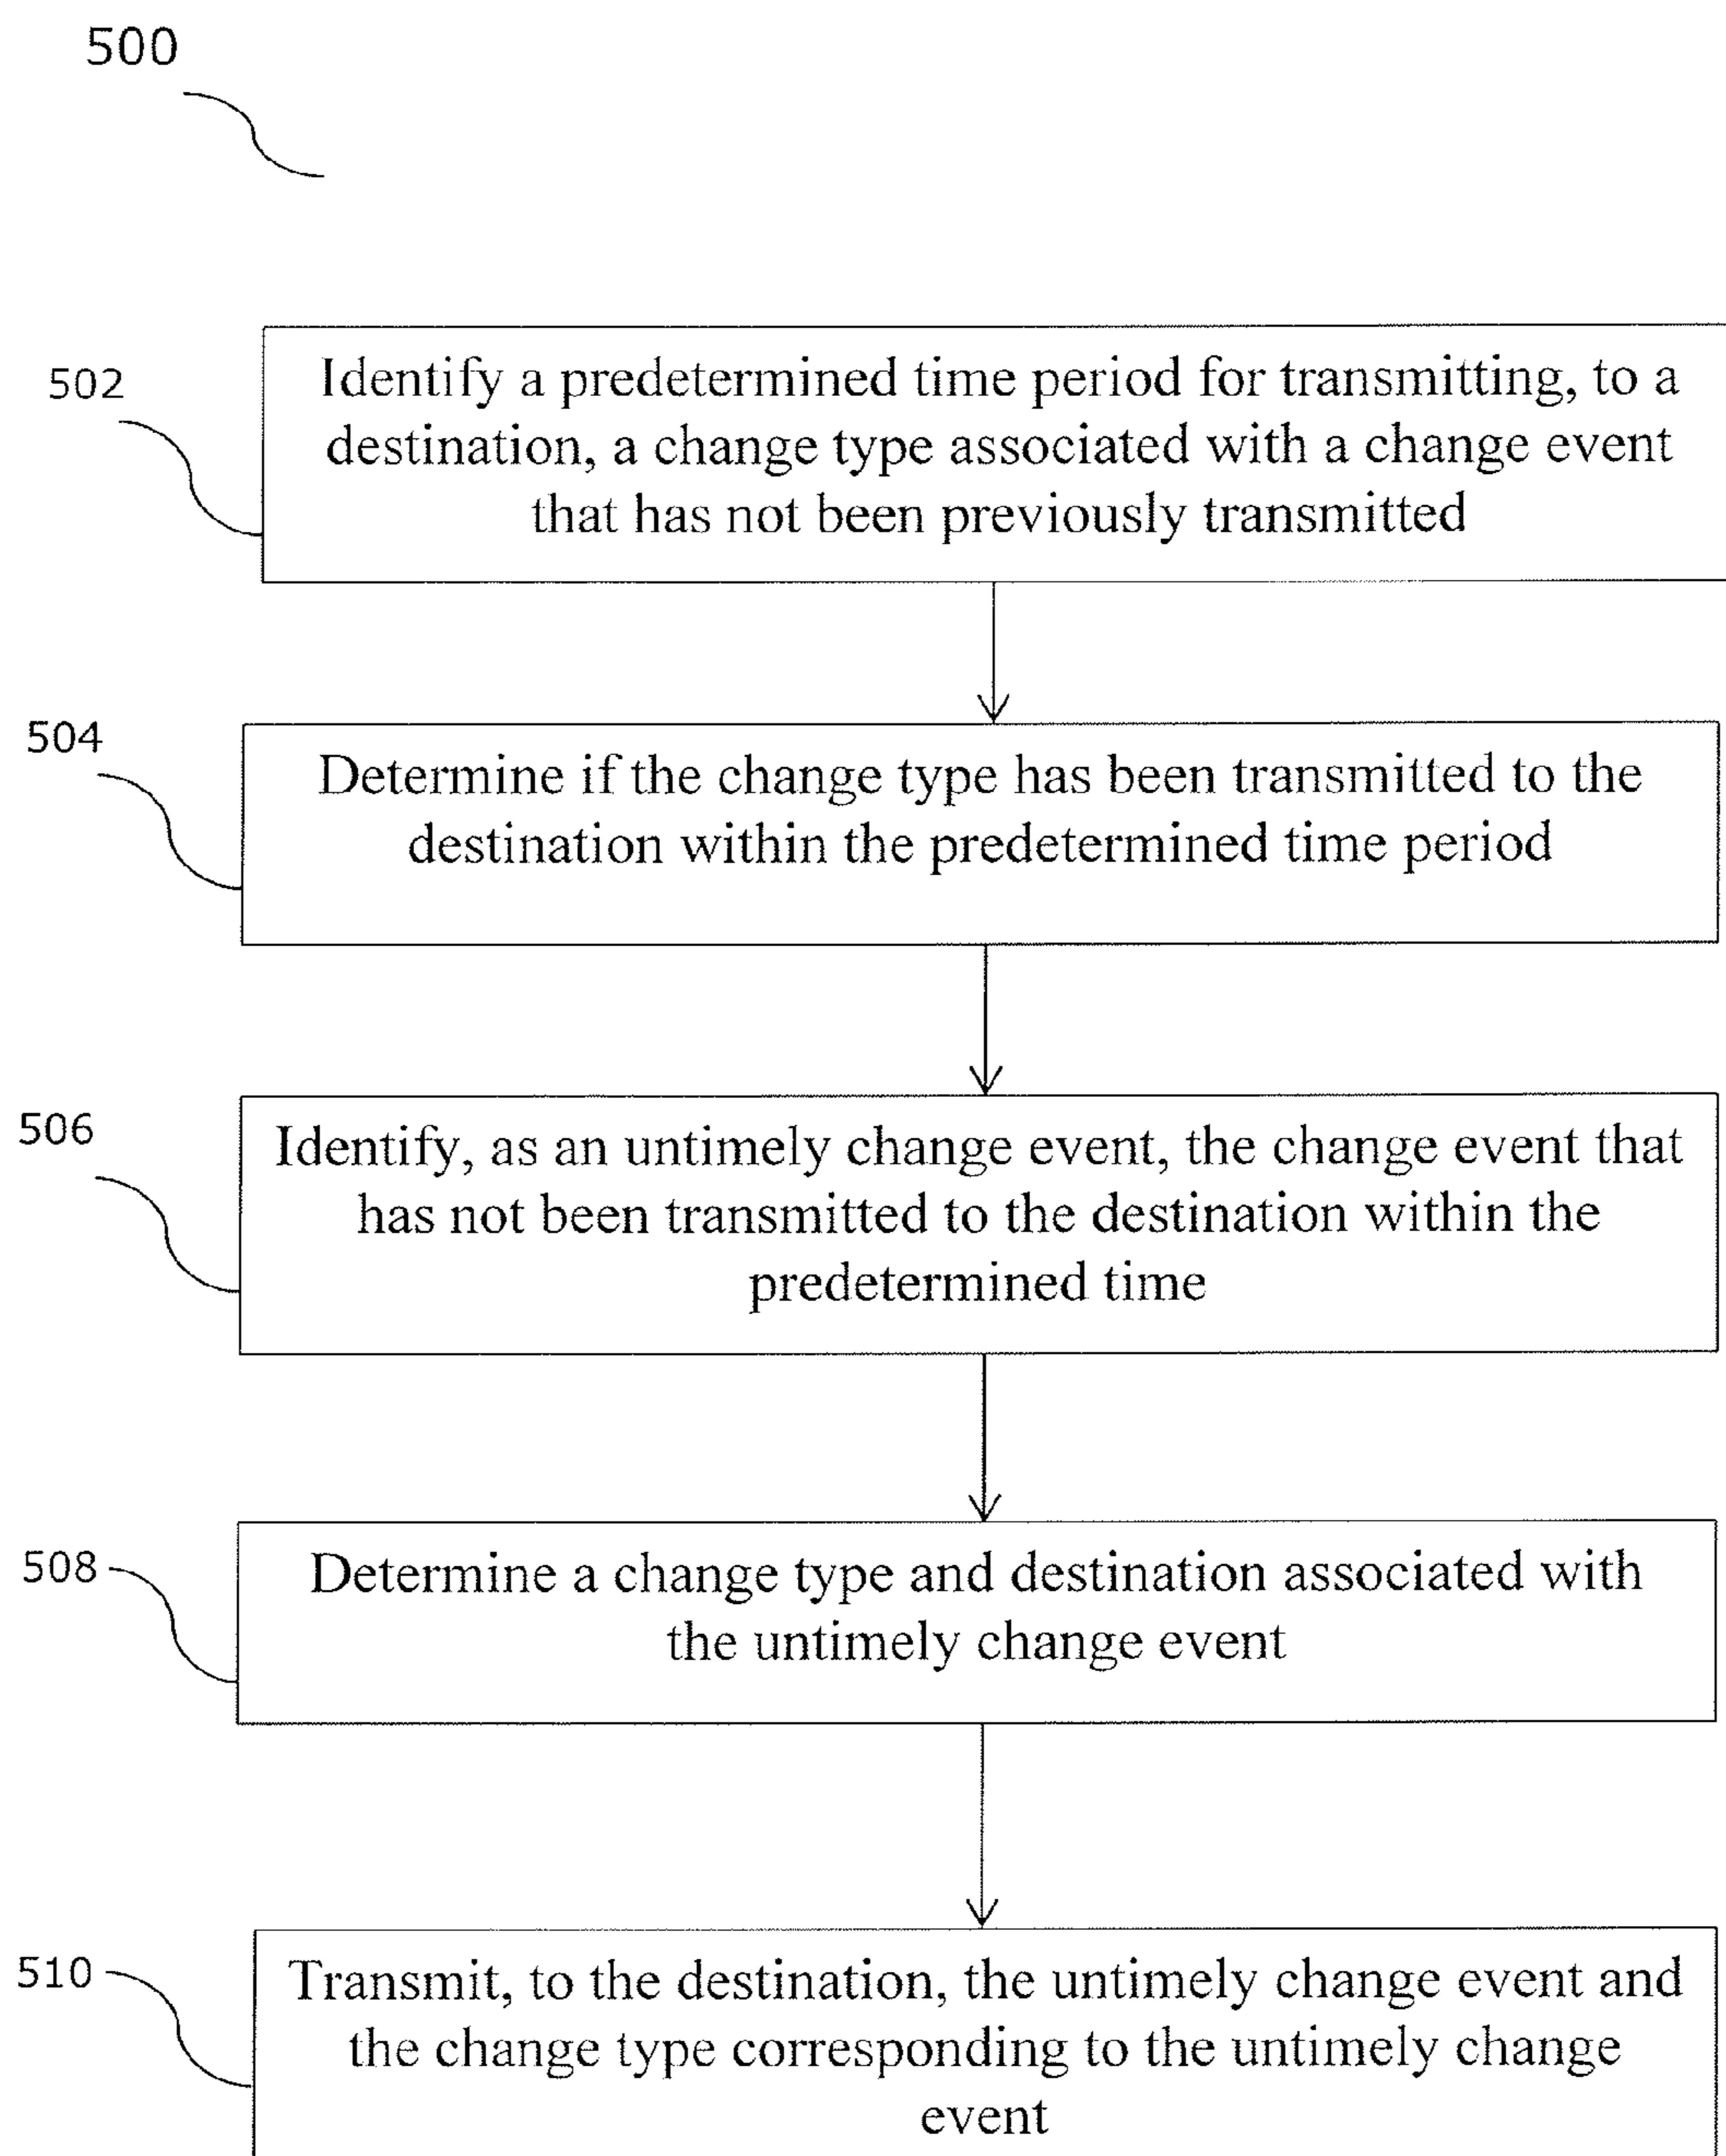 500
502
Identify a predetermined time period for transmitting, to a
destination, a change type associated with a change event
that has not been previously transmitted
504
Determine if the change type has been transmitted to the
destination within the predetermined time period
506
Identify, as an untimely change event, the change event that
has not been transmitted to the destination within the
predetermined time
508
Determine a change type and destination associated with
the untimely change event
510
Transmit, to the destination, the untimely change event and
the change type corresponding to the untimely change
event